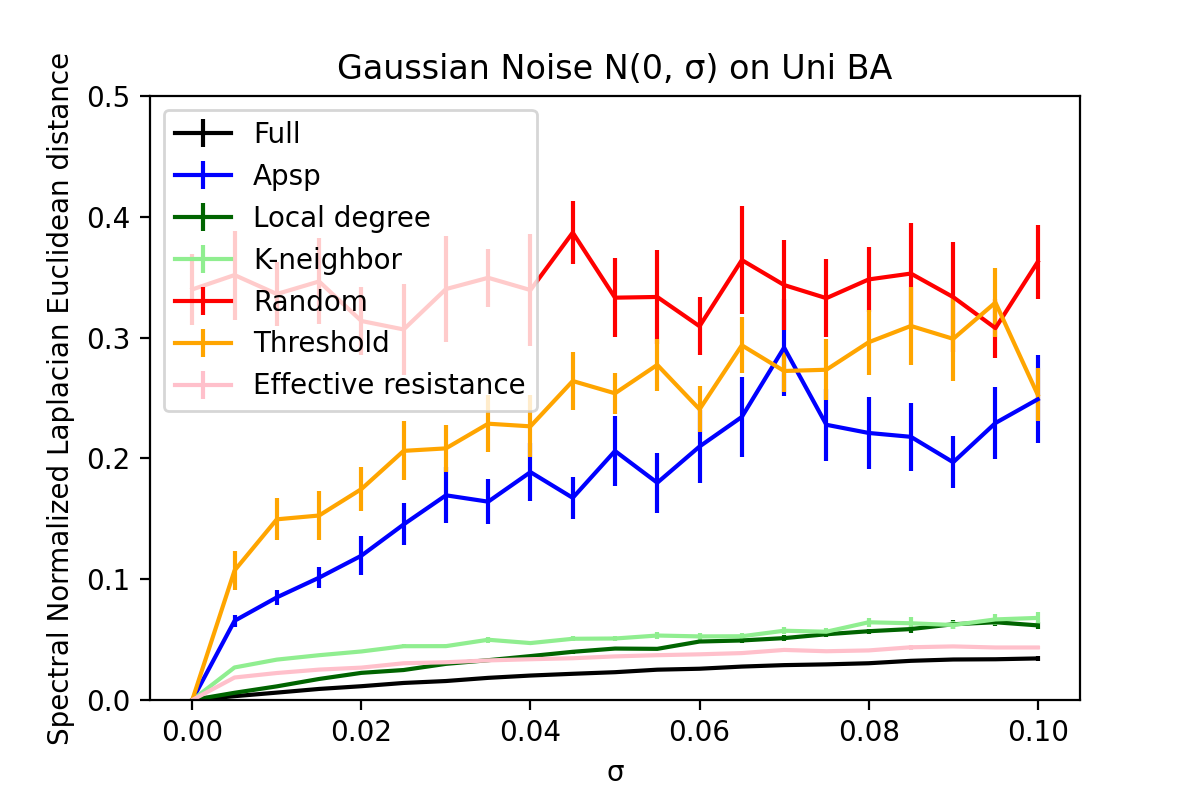 Gaussian Noise N(0, σ) on Uni BA
Spectral Normalized Laplacian Euclidean distance
0.5
0.4
0.3
0.2
0.1
0.0
Full
Apsp
Local degree
K-neighbor
Random
Threshold
Effective resistance
0.00 0.02 0.04 0.06 0.08 0.10
σ